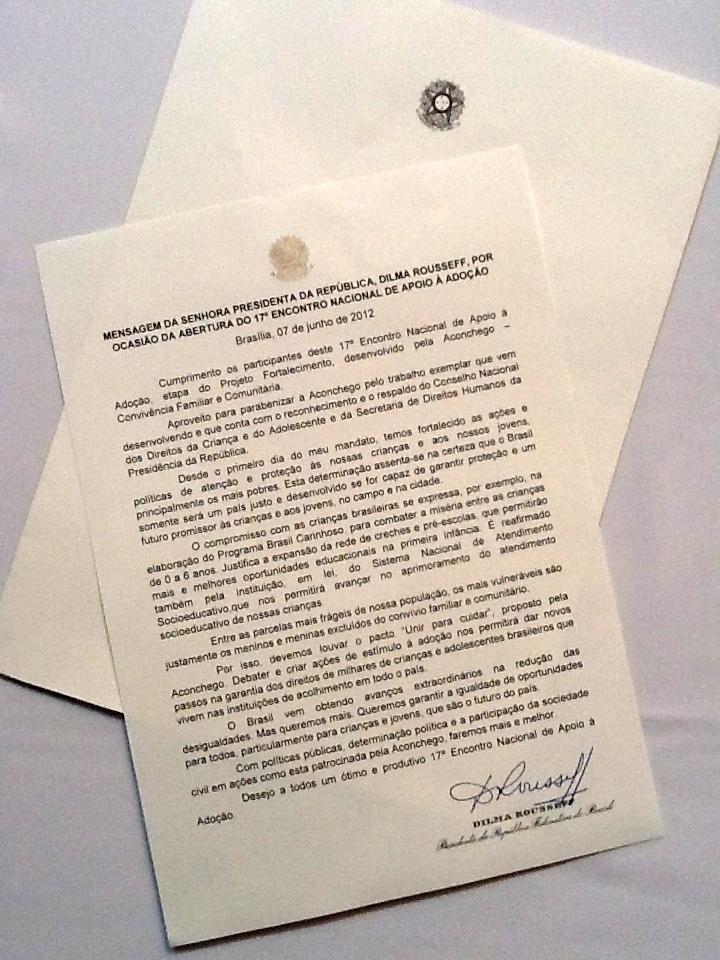 MENSAGEM DA SENHORA PRESIDENTA DA REPÚBLICA, DILMA ROUSSEFF, POR
OCASIÃO DA ABERTURA DO 17º ENCONTRO NACIONAL DE APOIO À ADOÇÃO
Brasília, 07 de junho de 2012
Cumprimento os participantes deste 17º Encontro Nacional de Apoio à
Adoção, etapa do Projeto Fortalecimento, desenvolvido pela Aconchego –
Convivência Familiar e Comunitária.
Aproveito para parabenizar a Aconchego pelo trabalho exemplar que vem
desenvolvendo e que conta com o reconhecimento e o respaldo do Conselho Nacional
dos Direitos da Criança e do Adolescente e da Secretaria de Direitos Humanos da
Presidência da República.
Desde o primeiro dia do meu mandato, temos fortalecido as ações e
políticas de atenção e proteção às nossas crianças e aos nossos jovens,
principalmente os mais pobres. Esta determinação assenta-se na certeza que o Brasil
somente será um país justo e desenvolvido se for capaz de garantir proteção e um
futuro promissor às crianças e aos jovens, no campo e na cidade.
O compromisso com as crianças brasileiras se expressa, por exemplo, na
elaboração do Programa Brasil Carinhoso, para combater a miséria entre as crianças
de 0 a 6 anos. Justifica a expansão da rede de creches e pré-escolas, que permitirão
mais e melhores oportunidades educacionais na primeira infância. É reafirmado
também pela instituição, em lei, do Sistema Nacional de Atendimento
Socioeducativo,que nos permitirá avançar no aprimoramento do atendimento
socioeducativo de nossas crianças
Entre as parcelas mais frágeis de nossa população, os mais vulneráveis são
justamente os meninos e meninas excluídos do convívio familiar e comunitário.
Por isso, devemos louvar o pacto "Unir para cuidar", proposto pela
Aconchego. Debater e criar ações de estímulo à adoção nos permitirá dar novos
passos na garantia dos direitos de milhares de crianças e adolescentes brasileiros que
vivem nas instituições de acolhimento em todo o país.
O Brasil vem obtendo avanços extraordinários na redução das
desigualdades. Mas queremos mais. Queremos garantir a igualdade de oportunidades
para todos, particularmente para crianças e jovens, que são o futuro do país.
Com políticas públicas, determinação política e a participação da sociedade
civil em ações como esta patrocinada pela Aconchego, faremos mais e melhor.
Desejo a todos um ótimo e produtivo 17º Encontro Nacional de Apoio à
Adoção.
DRousseff
DILMA ROUSSEFF
Presidenta da República Federativa do Brasil